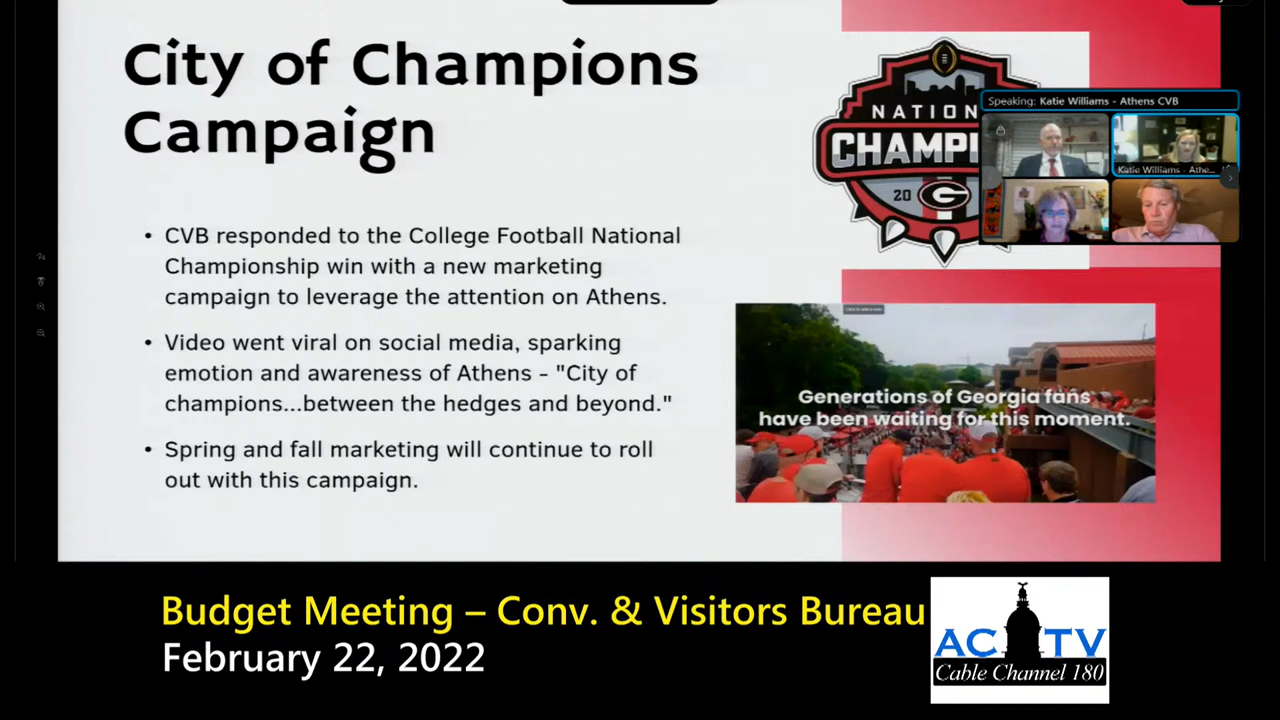 City of Champions
Campaign
• CVB responded to the College Football National
Championship win with a new marketing
campaign to leverage the attention on Athens.
• Video went viral on social media, sparking
emotion and awareness of Athens - "City of
champions...between the hedges and beyond."
• Spring and fall marketing will continue to roll
out with this campaign.
NATION
CHAMPI
20 G
Speaking: Katie Williams - Athens CVB
Katie Williams - Athe...
Generations of Georgia fans
have been waiting for this moment.
Budget Meeting – Conv. & Visitors Bureau
February 22, 2022
AC TV
Cable Channel 180